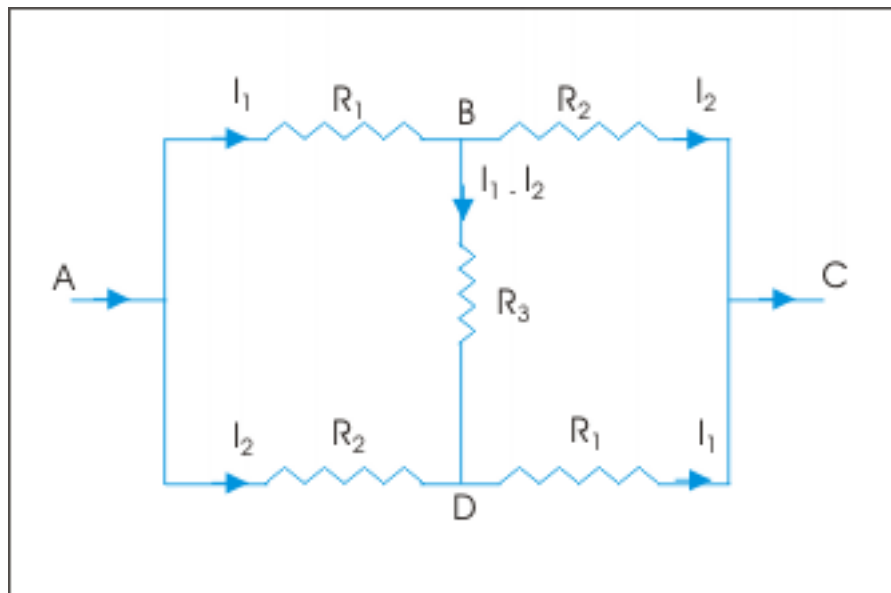 I₁ R₁ B R₂ I₂
I₁ - I₂
A C
R₃
I₂ R₂ R₁ I₁
D